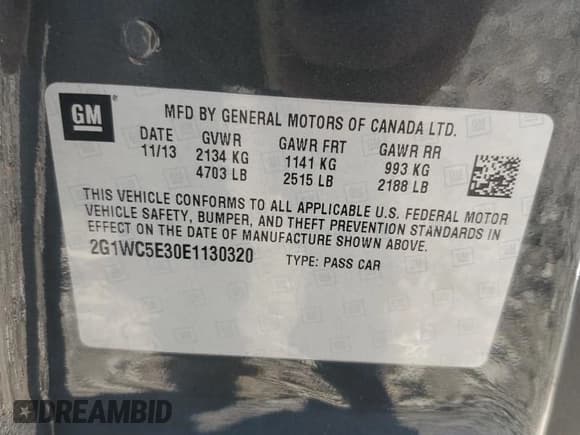 GM ®
MFD BY GENERAL MOTORS OF CANADA LTD.
DATE GVWR GAWR FRT GAWR RR
11/13 2134 KG 1141 KG 993 KG
4703 LB 2515 LB 2188 LB
THIS VEHICLE CONFORMS TO ALL APPLICABLE U.S. FEDERAL MOTOR
VEHICLE SAFETY, BUMPER, AND THEFT PREVENTION STANDARDS IN
EFFECT ON THE DATE OF MANUFACTURE SHOWN ABOVE.
2G1WC5E30E1130320 TYPE: PASS CAR
DREAMBID